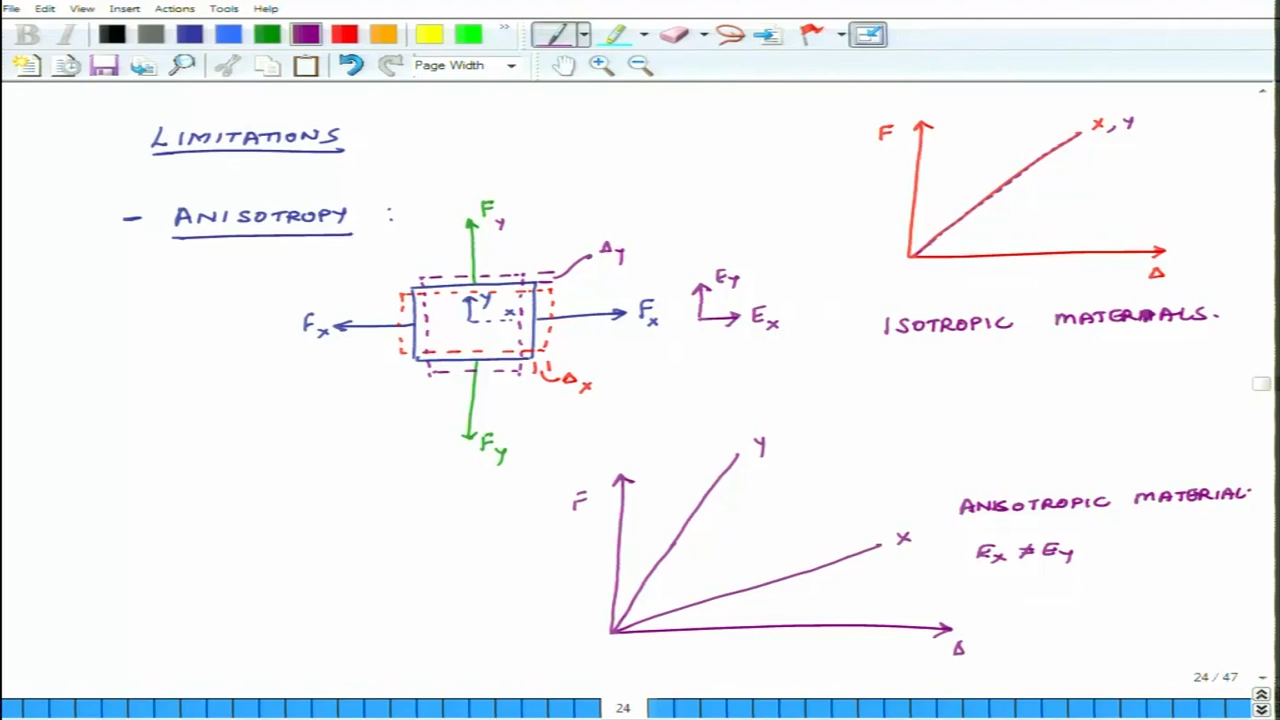 File Edit View Insert Actions Tools Help
B I
Page Width
LIMITATIONS
- ANISOTROPY :
Fy
Δy
y
x
Fx
Fx
Ey
Ex
Δx
Fy
F
x, y
Δ
ISOTROPIC MATERIALS.
F
y
x
Δ
ANISOTROPIC MATERIAL.
Ex ≠ Ey
24 / 47
24